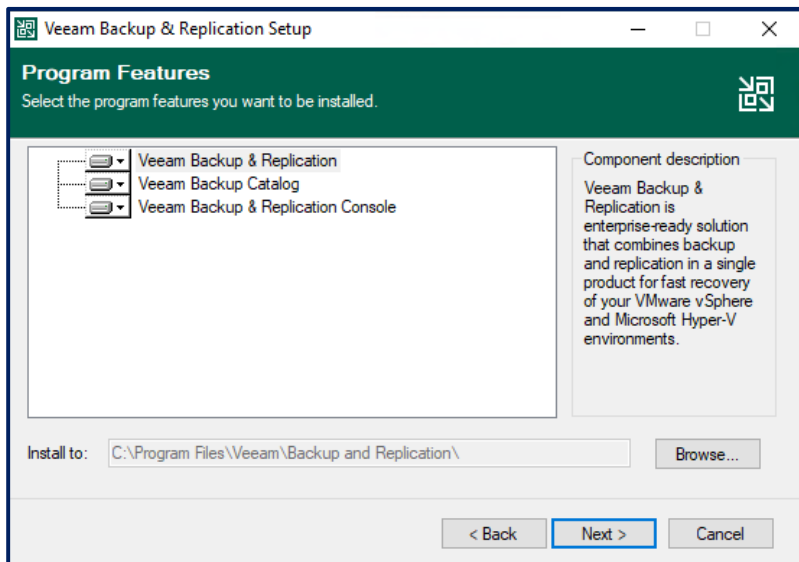 Veeam Backup & Replication Setup
Program Features
Select the program features you want to be installed.
Veeam Backup & Replication
Veeam Backup Catalog
Veeam Backup & Replication Console
Component description
Veeam Backup &
Replication is
enterprise-ready solution
that combines backup
and replication in a single
product for fast recovery
of your VMware vSphere
and Microsoft Hyper-V
environments.
Install to: C:\Program Files\Veeam\Backup and Replication\ Browse...
< Back Next > Cancel